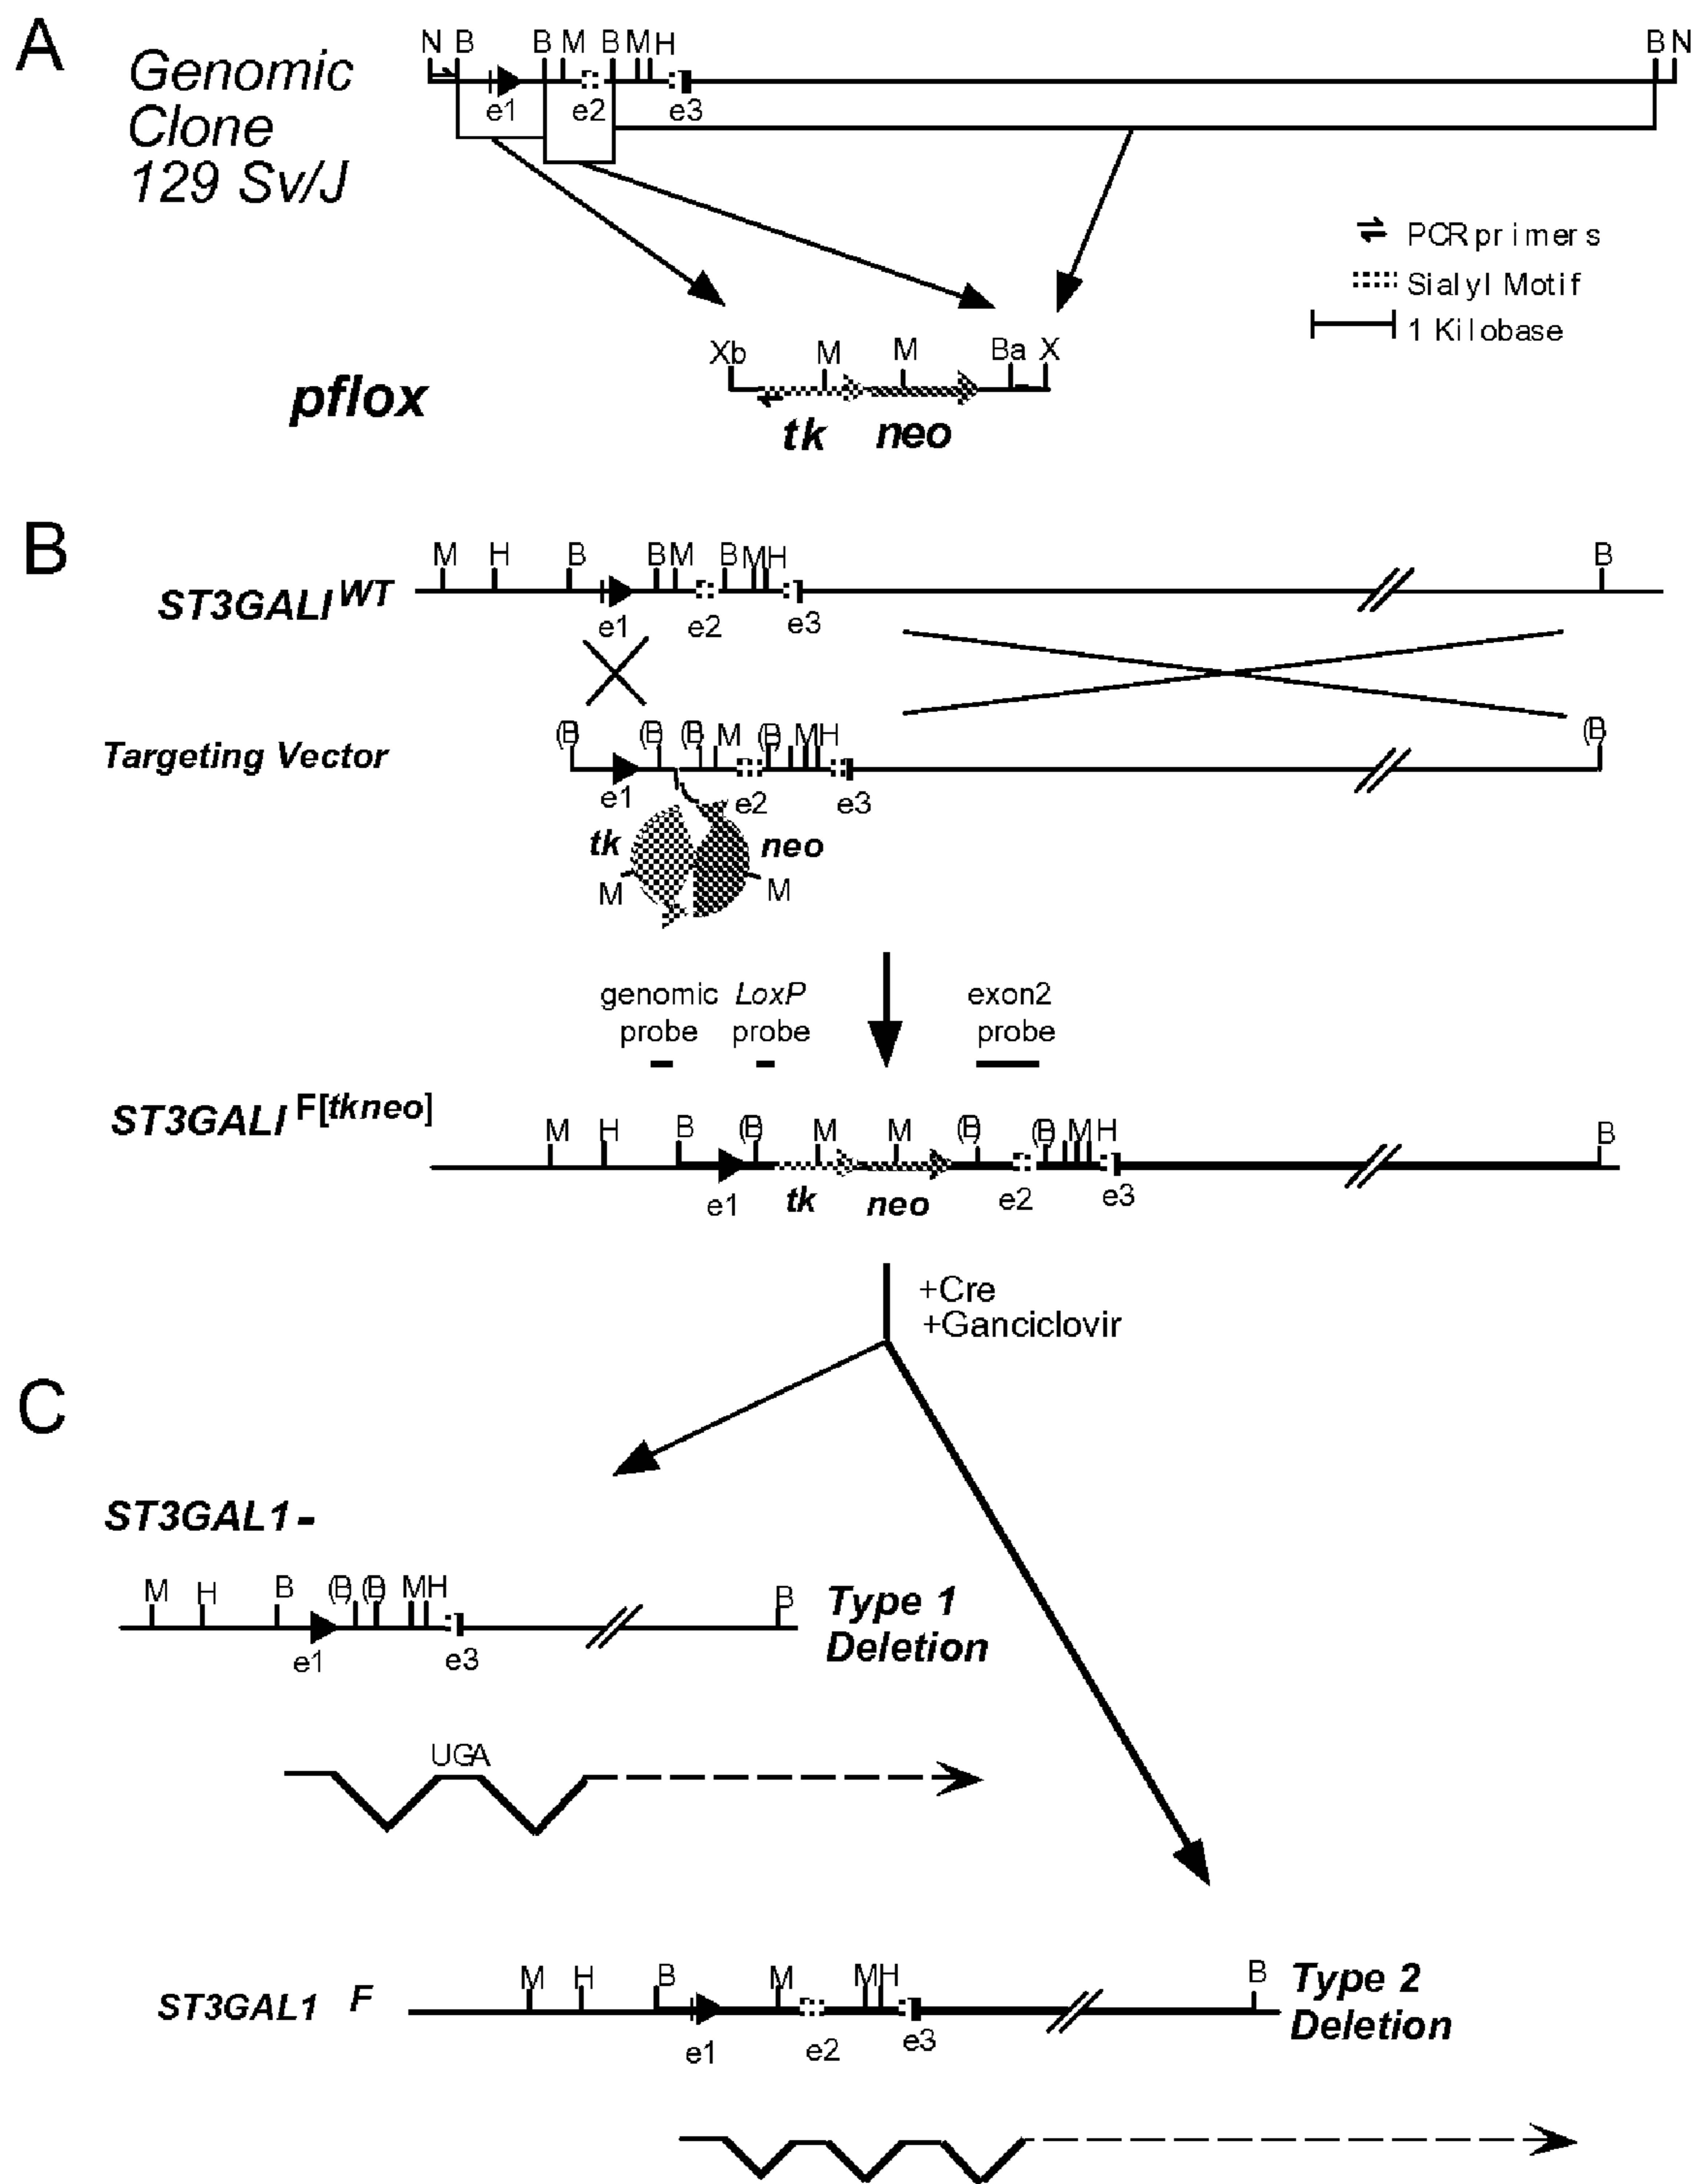 A
Genomic
Clone
129 Sv/J
N B B M B M H B N
e1 e2 e3
PCR primers
Sialyl Motif
1 Kilobase
Xb M M Ba X
pflox
tk neo
B
M H B B M B M H B
ST3GALI WT
e1 e2 e3
(B) (B) (B) M (B) M H (B)
Targeting Vector
e1 e2 e3
tk neo
M M
genomic LoxP exon2
probe probe probe
ST3GALI F[tkneo]
M H B (B) M M (B) (B) M H B
e1 tk neo e2 e3
+Cre
+Ganciclovir
C
ST3GAL1-
M H B (B) (B) M H B
Type 1
Deletion
e1 e3
UGA
M H B M M H B
Type 2
Deletion
ST3GAL1 F
e1 e2 e3